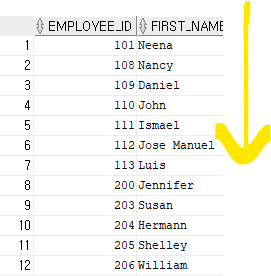 EMPLOYEE_ID FIRST_NAME
1 101 Neena
2 108 Nancy
3 109 Daniel
4 110 John
5 111 Ismael
6 112 Jose Manuel
7 113 Luis
8 200 Jennifer
9 203 Susan
10 204 Hermann
11 205 Shelley
12 206 William